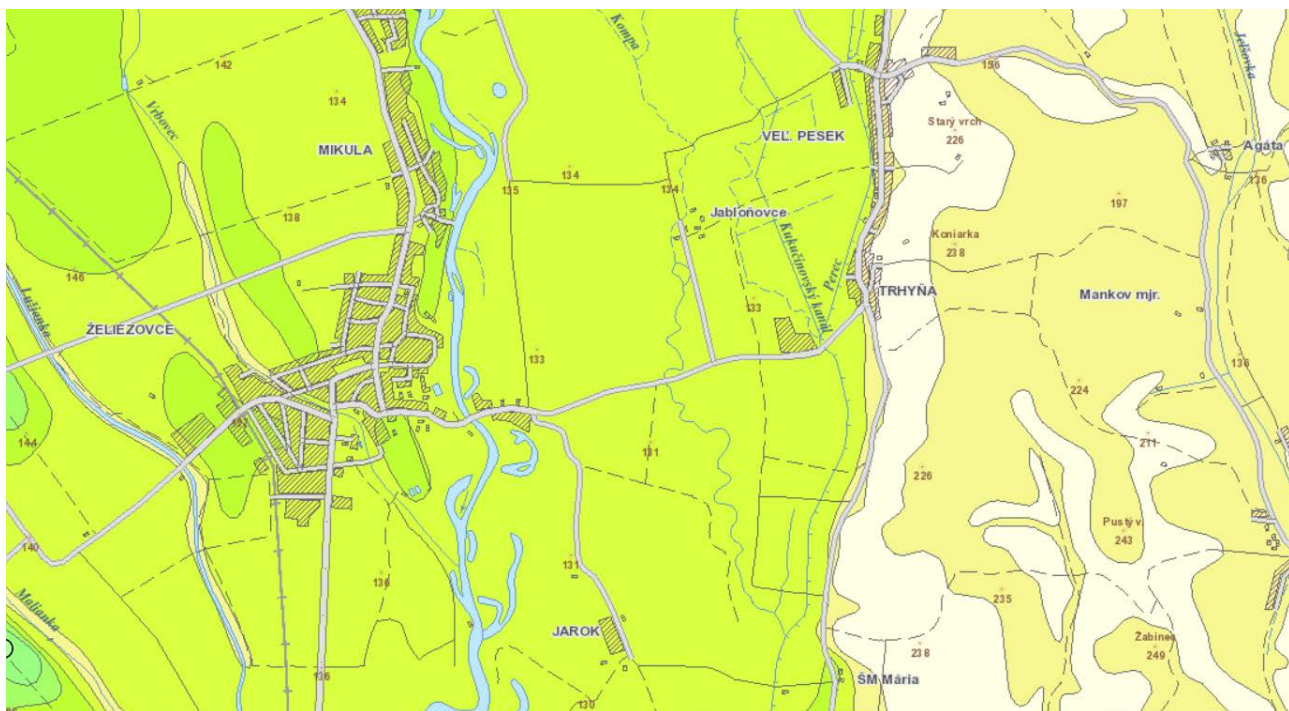 Kompa
142
134
Vrbovec
MIKULA
138
146
Lužianka
ŽELIEZOVCE
144
140
Malianka
136
136
135
134
134
133
131
131
JAROK
130
VEĽ. PESEK
Jabloňovce
Kukučínovský kanál
Perec
133
TRHYŇA
156
Starý vrch
226
Jelšovka
Agáta
136
197
Koniarka
238
Mankov mjr.
136
224
211
226
Pustý v.
243
235
Žabinec
249
238
ŠM Mária